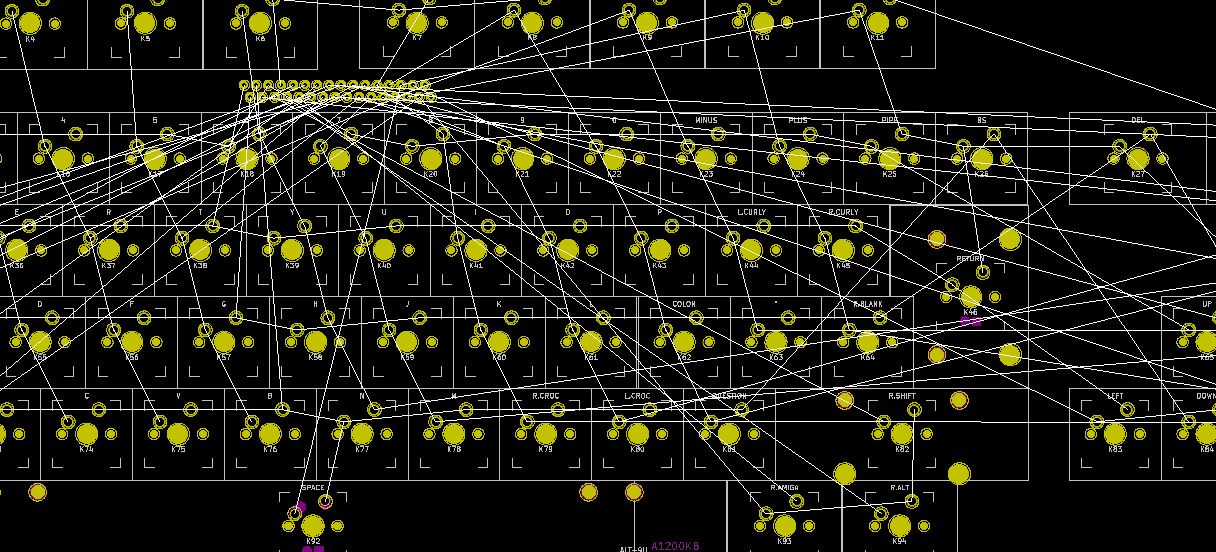 K4 K5 K6 K7 K8 K9 K10 K11
4 5 9 0 MINUS PLUS PIPE BS DEL
K16 K17 K18 K19 K20 K21 K22 K23 K24 K25 K26 K27
E R T Y U I O P L.CURLY R.CURLY
K36 K37 K38 K39 K40 K41 K42 K43 K44 K45
RETURN
K46
D F G H J K L COLON " R.BLANK UP
K55 K56 K57 K58 K59 K60 K61 K62 K63 K64 K65
C V B N M R.CROC L.CROC QUESTION R.SHIFT LEFT DOWN
K74 K75 K76 K77 K78 K79 K80 K81 K82 K83 K84
SPACE R.AMIGA R.ALT
K92 K93 K94
A1200KB